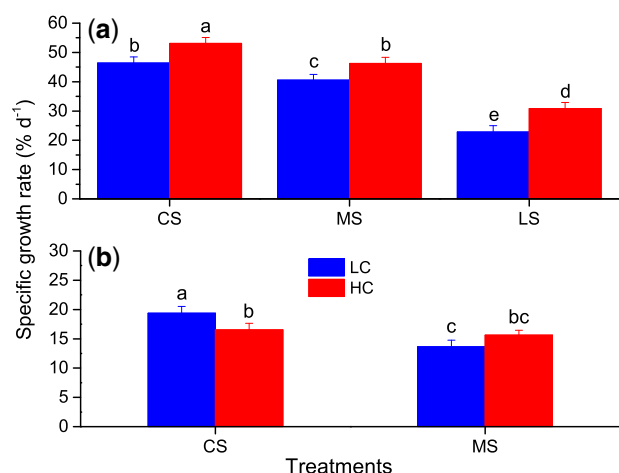 Specific growth rate (% d⁻¹)
(a)
60
50
40
30
20
10
0
b
a
c
b
e
d
CS
MS
LS
(b)
30
25
20
15
10
5
0
LC
HC
a
b
c
bc
CS
MS
Treatments